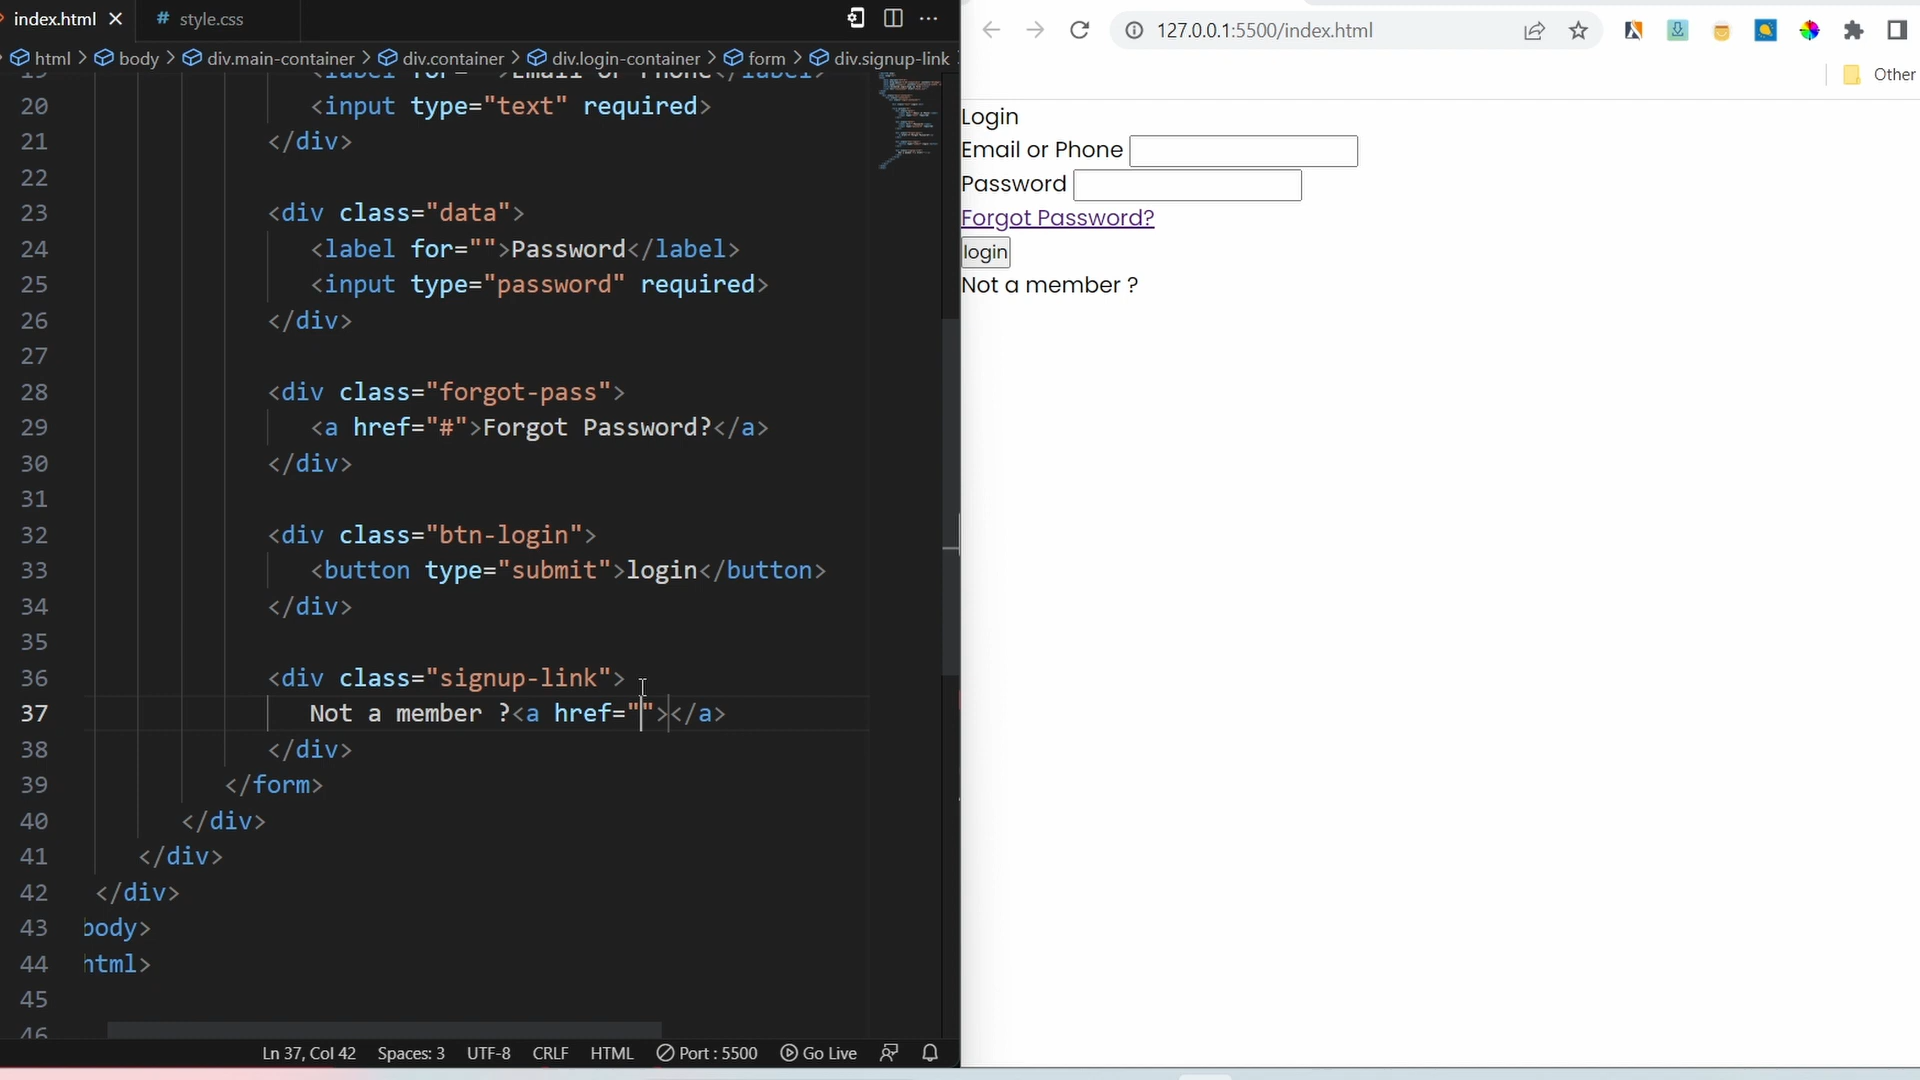 index.html
style.css
html
body
div.main-container
div.container
div.login-container
form
div.signup-link
20 <input type="text" required>
21 </div>
22
23 <div class="data">
24 <label for="">Password</label>
25 <input type="password" required>
26 </div>
27
28 <div class="forgot-pass">
29 <a href="#">Forgot Password?</a>
30 </div>
31
32 <div class="btn-login">
33 <button type="submit">login</button>
34 </div>
35
36 <div class="signup-link">
37 Not a member ?<a href=""></a>
38 </div>
39 </form>
40 </div>
41 </div>
42 </div>
43 body>
44 html>
45
46
Ln 37, Col 42
Spaces: 3
UTF-8
CRLF
HTML
Port : 5500
Go Live
127.0.0.1:5500/index.html
Other
Login
Email or Phone
Password
Forgot Password?
login
Not a member ?